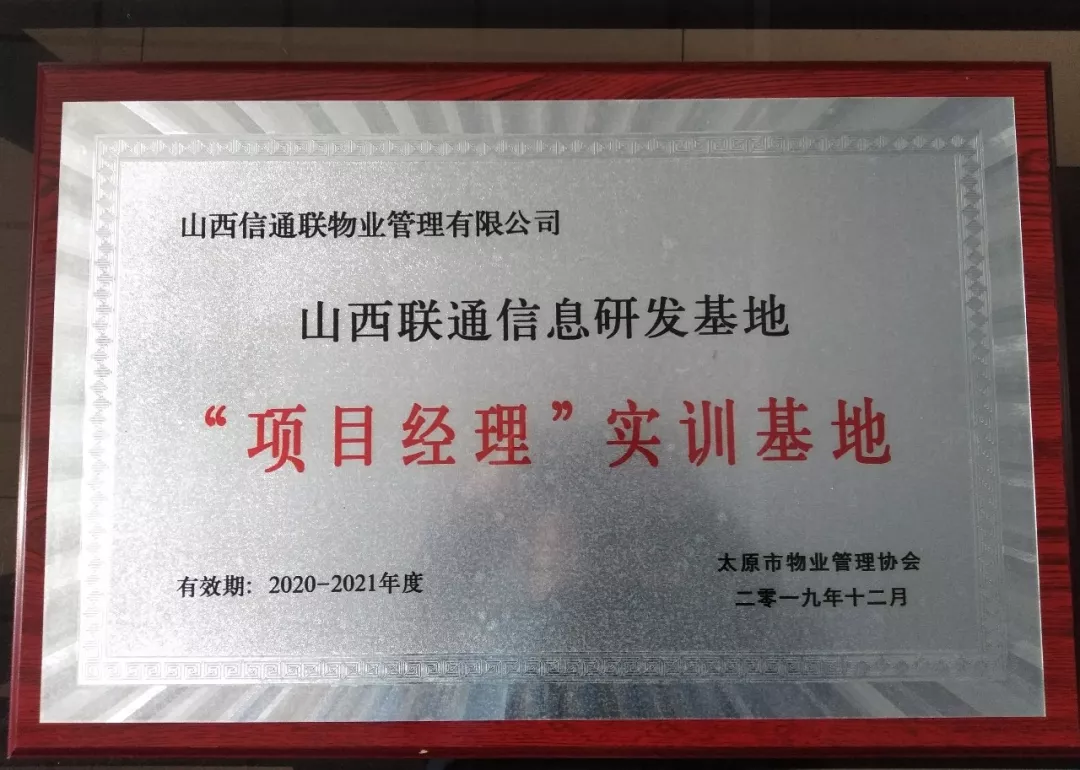 山西信通联物业管理有限公司
山西联通信息研发基地
“项目经理”实训基地
有效期：2020-2021年度
太原市物业管理协会
二零一九年十二月